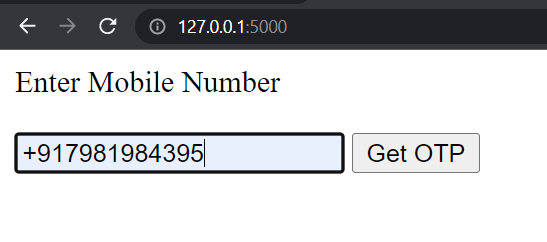 127.0.0.1:5000
Enter Mobile Number
+917981984395 Get OTP